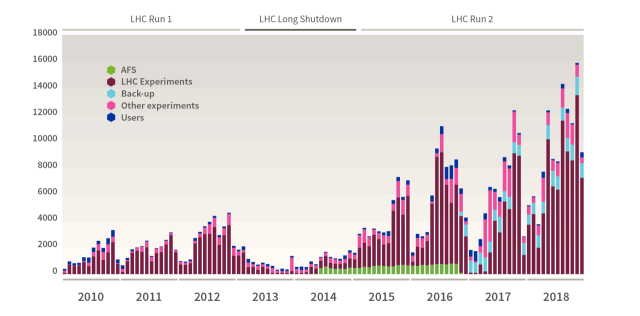 LHC Run 1 LHC Long Shutdown LHC Run 2
18000
16000
14000
12000
10000
8000
6000
4000
2000
0
AFS
LHC Experiments
Back-up
Other experiments
Users
2010 2011 2012 2013 2014 2015 2016 2017 2018